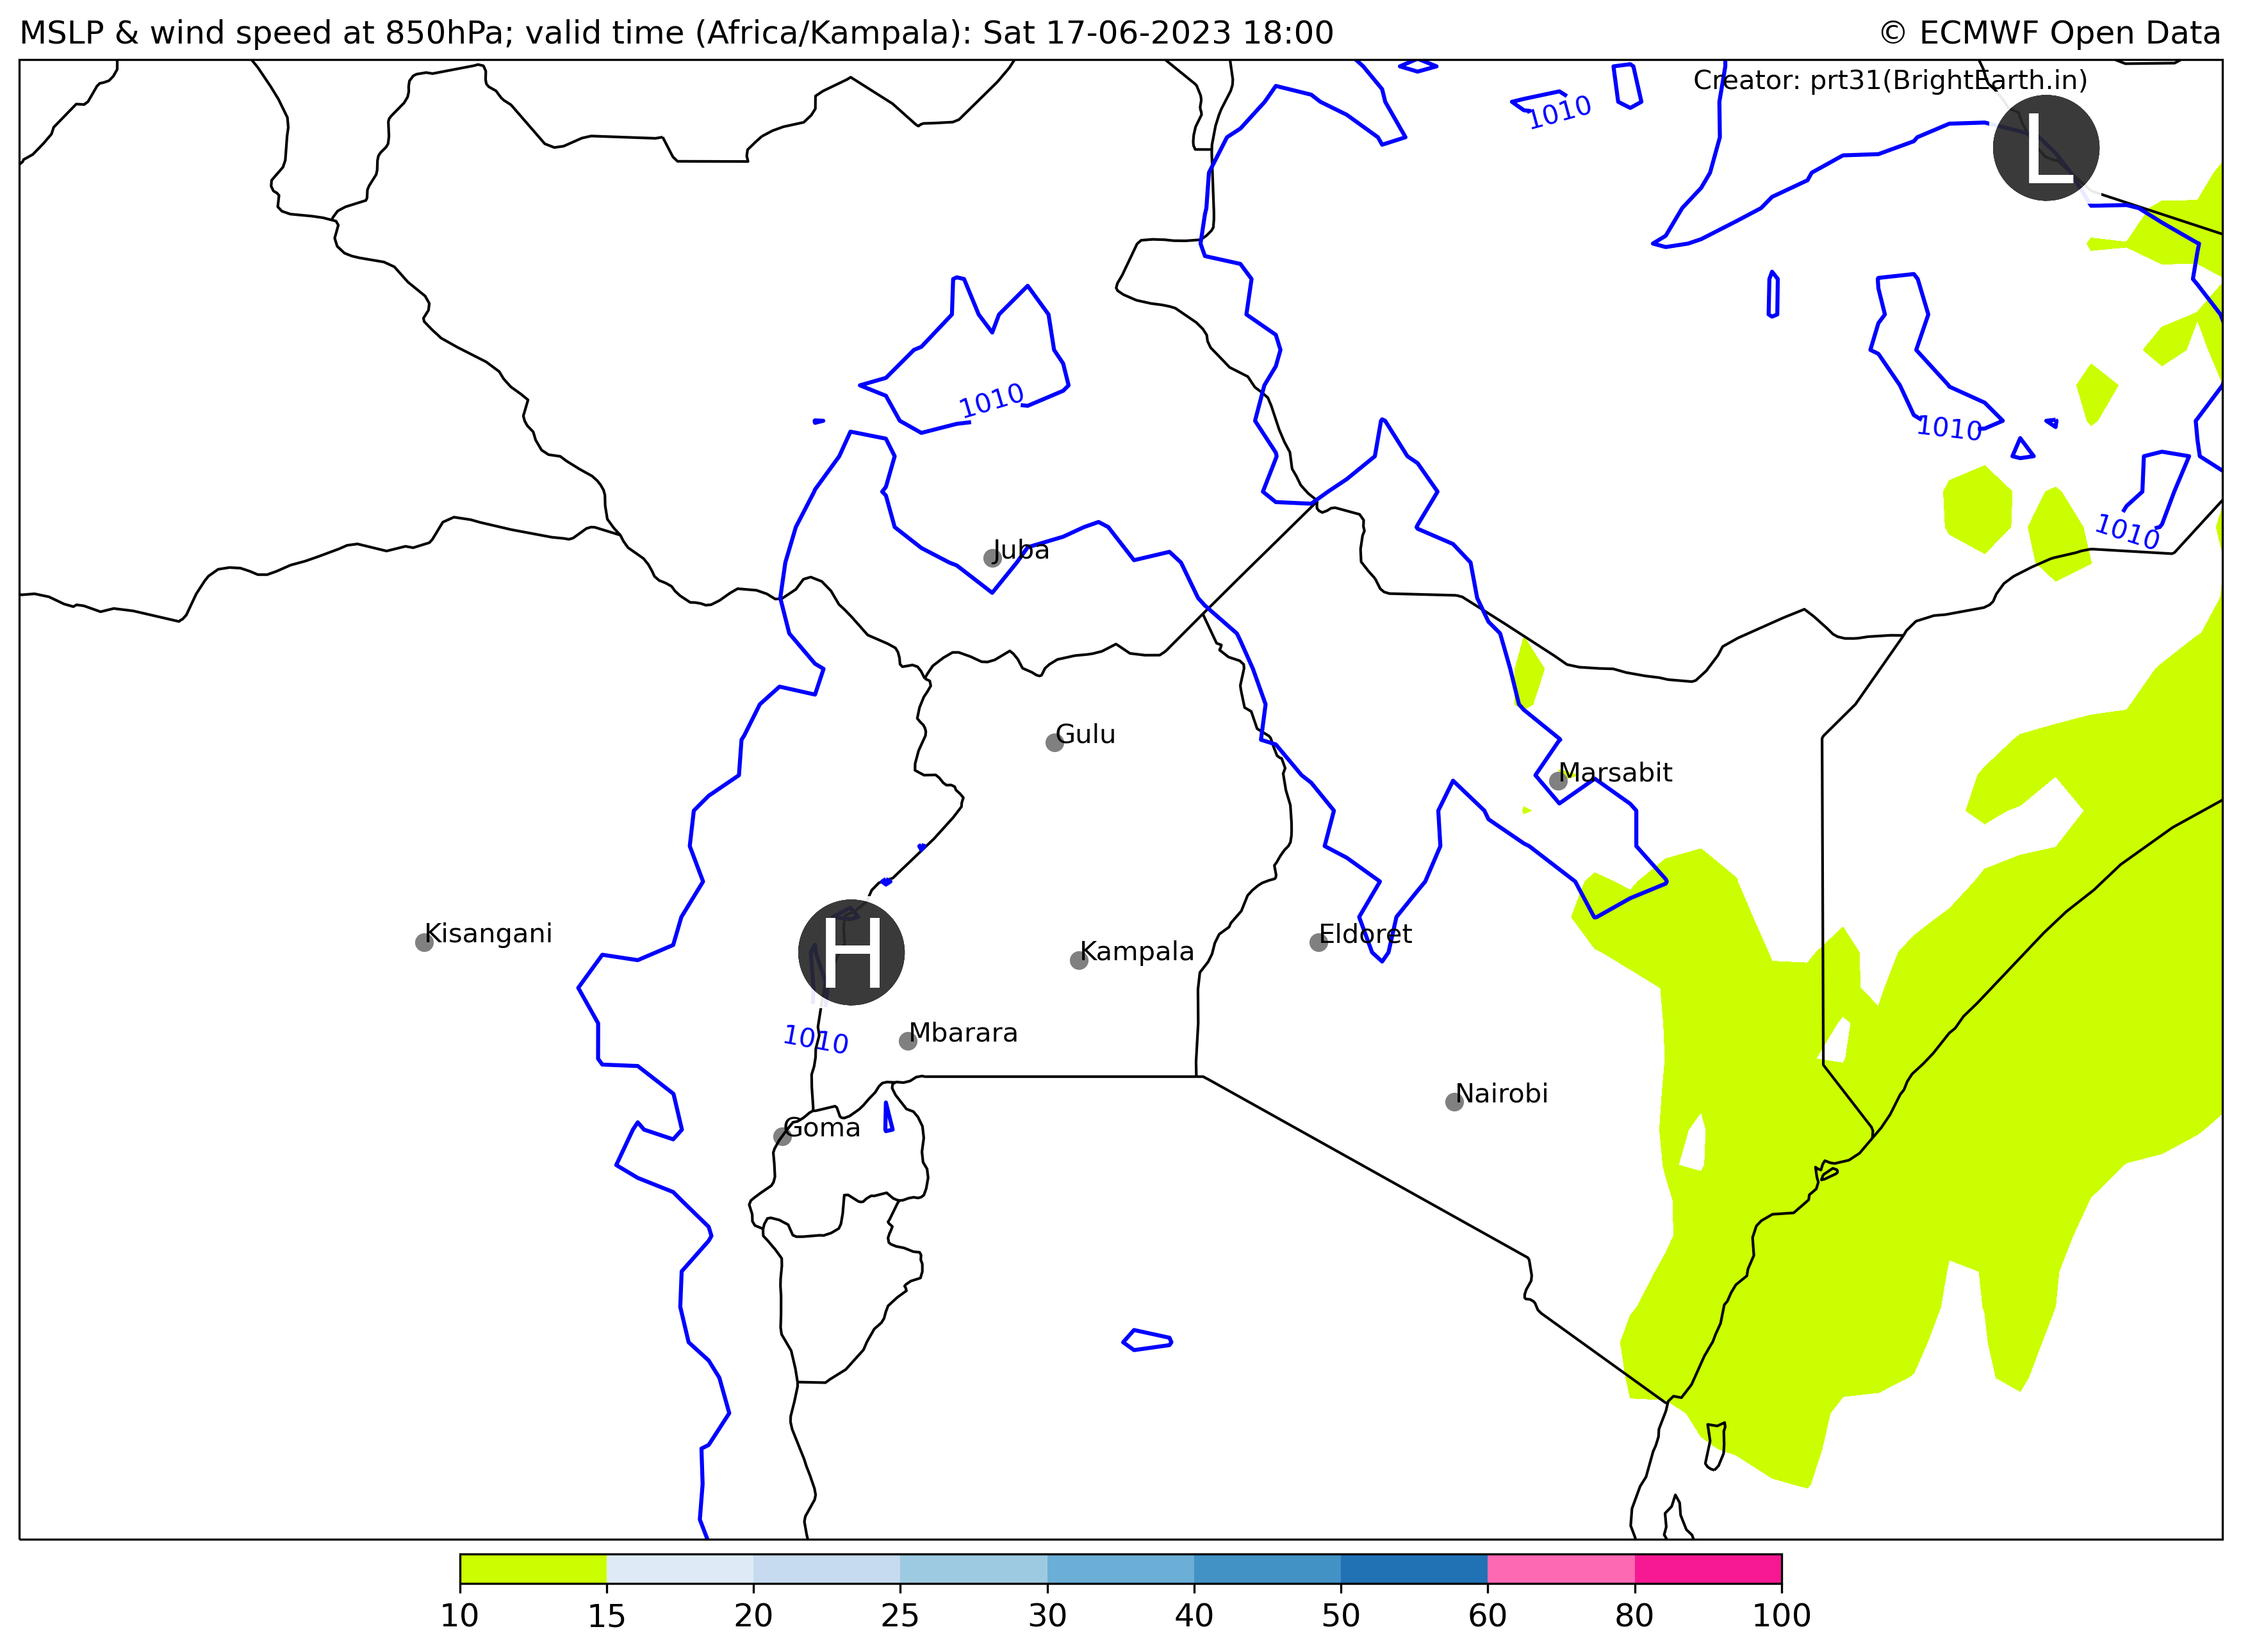 MSLP & wind speed at 850hPa; valid time (Africa/Kampala): Sat 17-06-2023 18:00
© ECMWF Open Data
Creator: prt31(BrightEarth.in)
1010
L
1010
1010
1010
Juba
Gulu
Marsabit
Kisangani
H
Kampala
Eldoret
1010
Mbarara
Nairobi
Goma
10 15 20 25 30 40 50 60 80 100